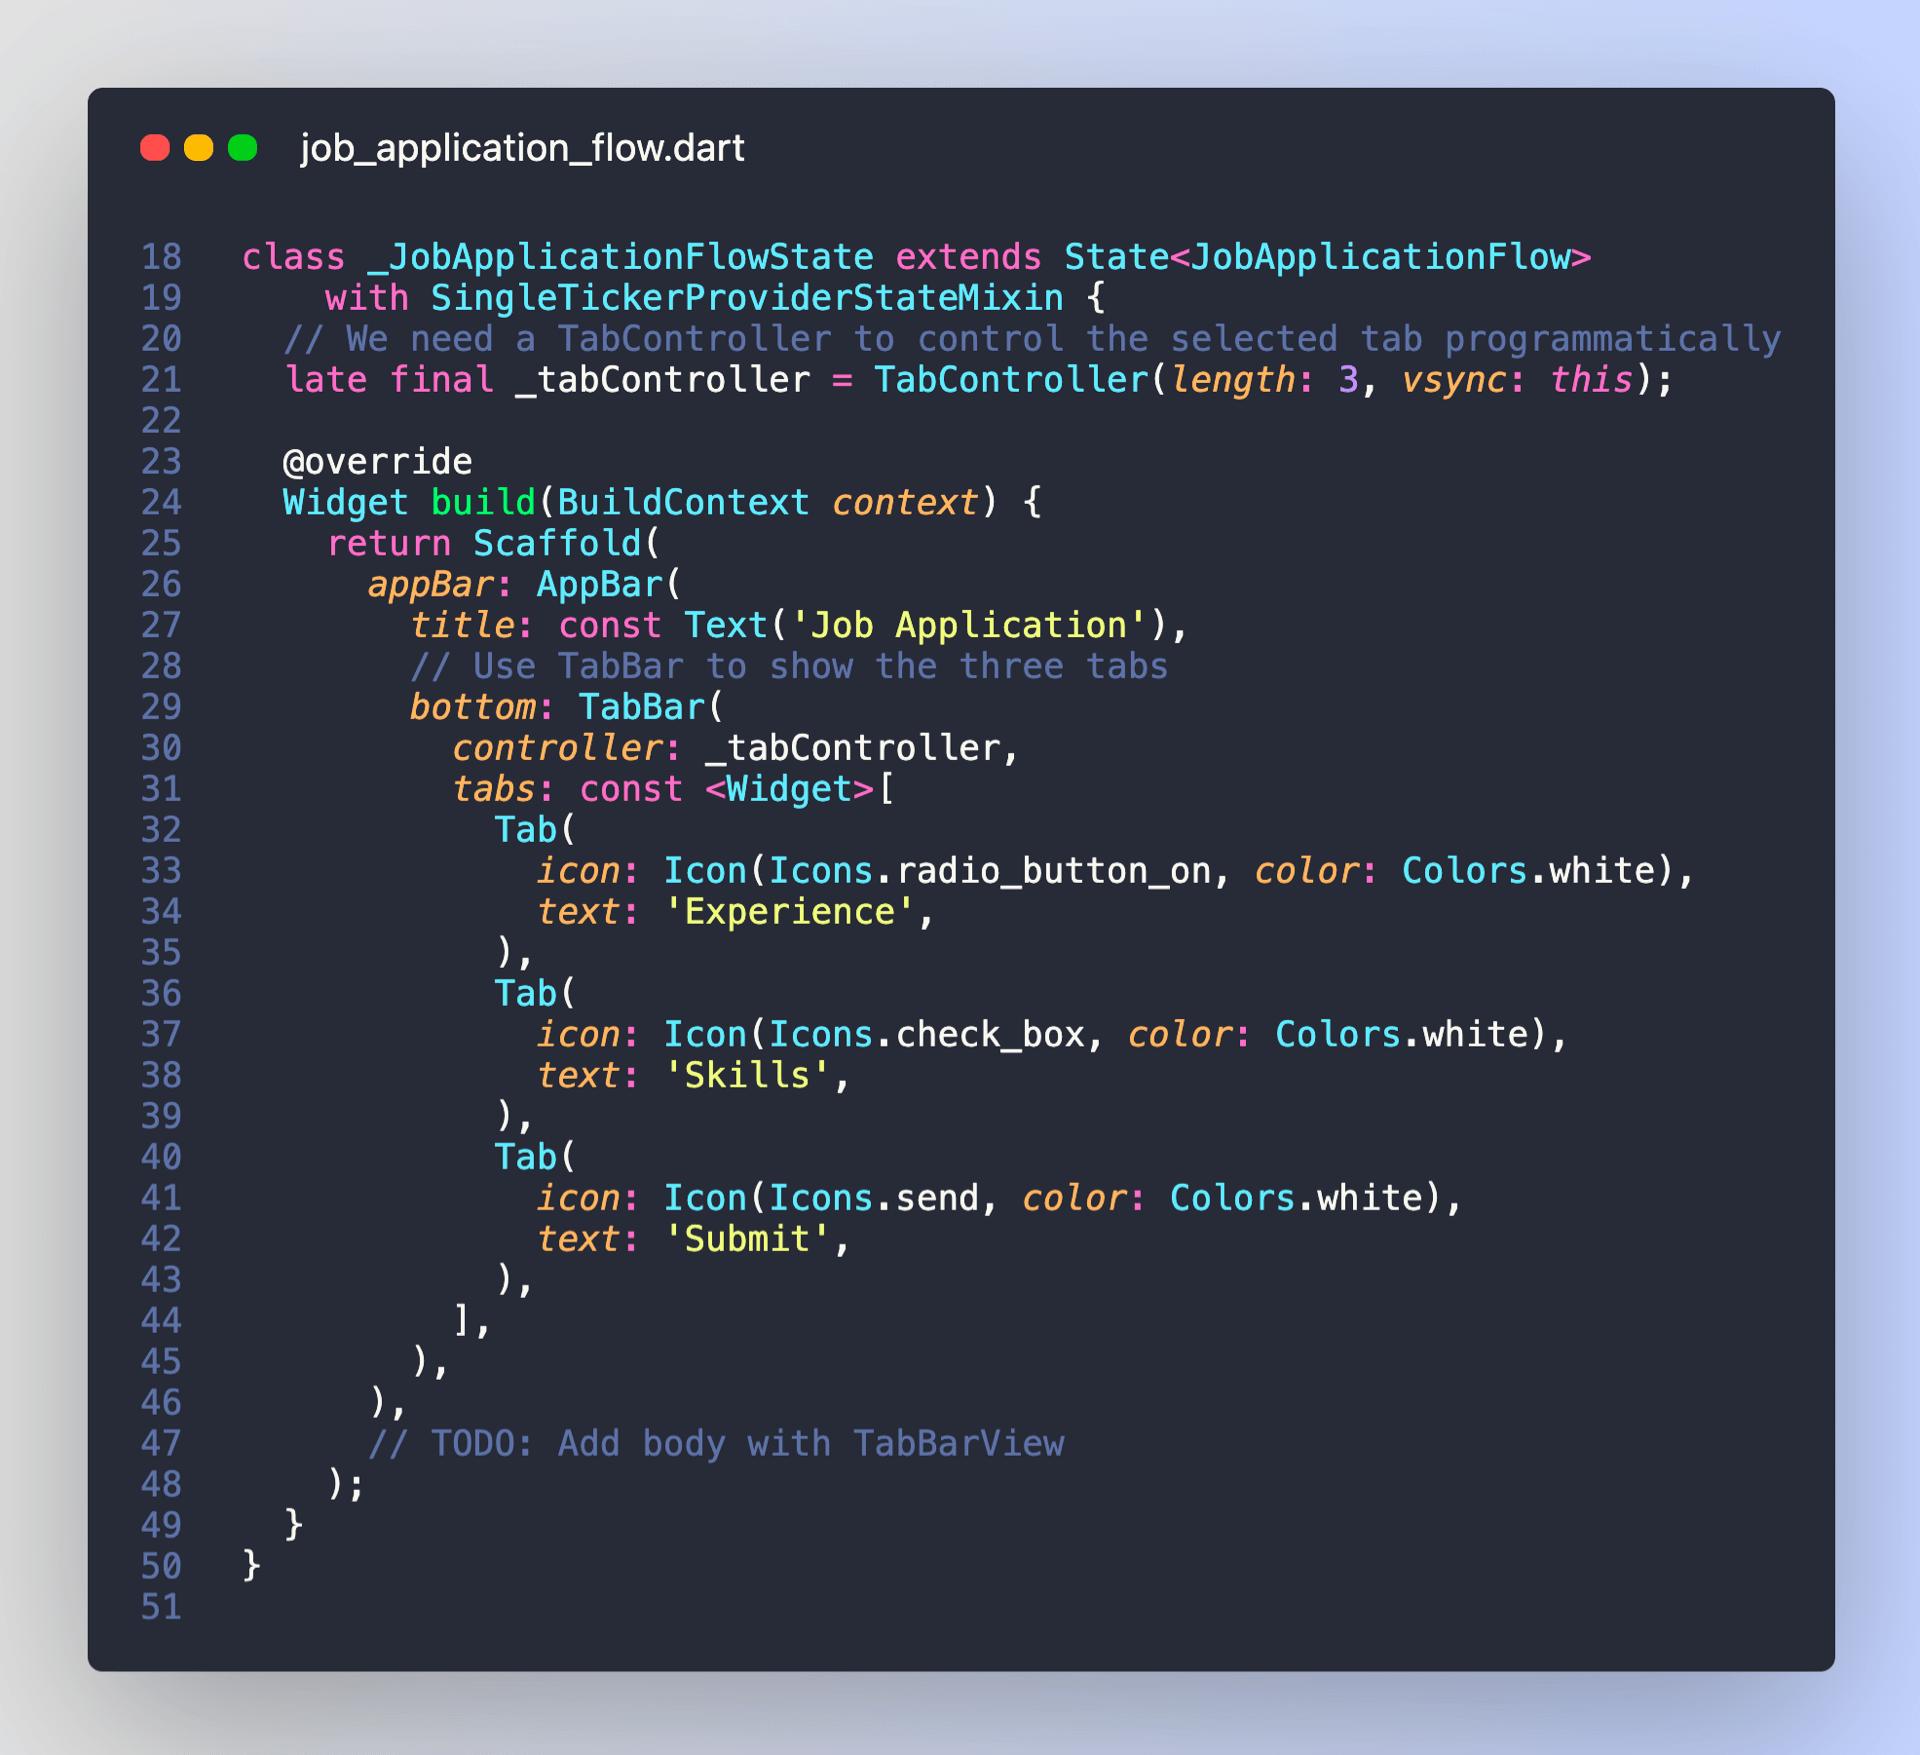 job_application_flow.dart
18 class _JobApplicationFlowState extends State<JobApplicationFlow>
19     with SingleTickerProviderStateMixin {
20   // We need a TabController to control the selected tab programmatically
21   late final _tabController = TabController(length: 3, vsync: this);
22
23   @override
24   Widget build(BuildContext context) {
25     return Scaffold(
26       appBar: AppBar(
27         title: const Text('Job Application'),
28         // Use TabBar to show the three tabs
29         bottom: TabBar(
30           controller: _tabController,
31           tabs: const <Widget>[
32             Tab(
33               icon: Icon(Icons.radio_button_on, color: Colors.white),
34               text: 'Experience',
35             ),
36             Tab(
37               icon: Icon(Icons.check_box, color: Colors.white),
38               text: 'Skills',
39             ),
40             Tab(
41               icon: Icon(Icons.send, color: Colors.white),
42               text: 'Submit',
43             ),
44           ],
45         ),
46       ),
47       // TODO: Add body with TabBarView
48     );
49   }
50 }
51